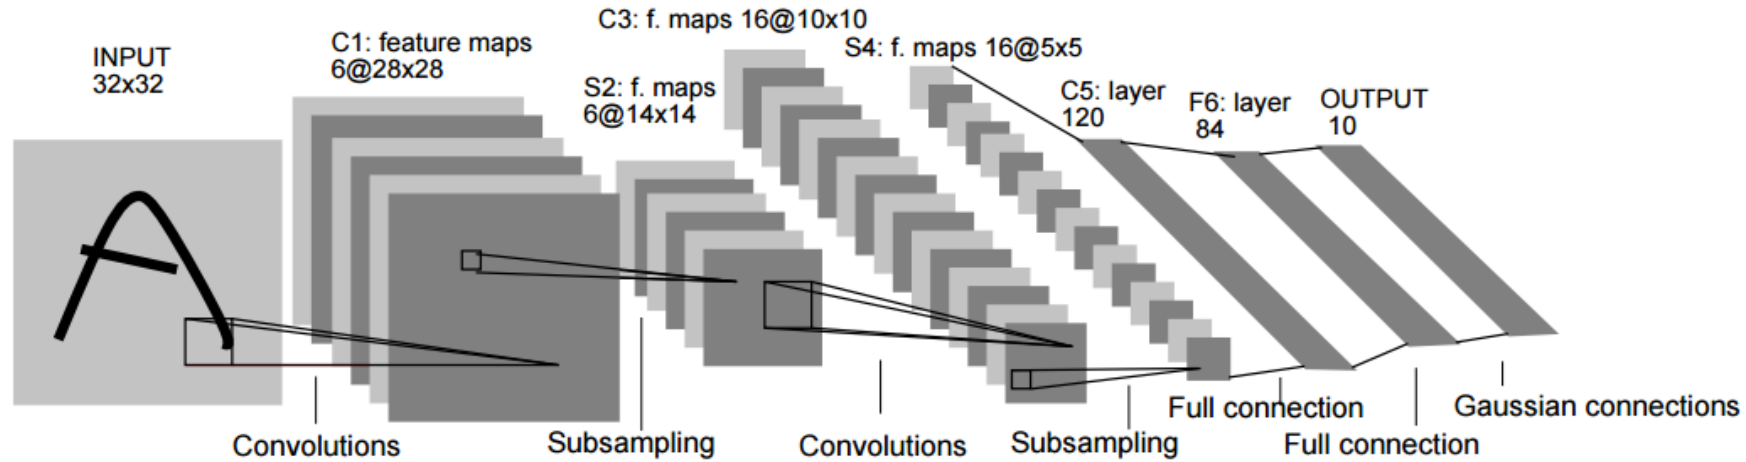 INPUT
32x32
C1: feature maps
6@28x28
S2: f. maps
6@14x14
C3: f. maps 16@10x10
S4: f. maps 16@5x5
C5: layer
120
F6: layer
84
OUTPUT
10
Convolutions
Subsampling
Convolutions
Subsampling
Full connection
Full connection
Gaussian connections